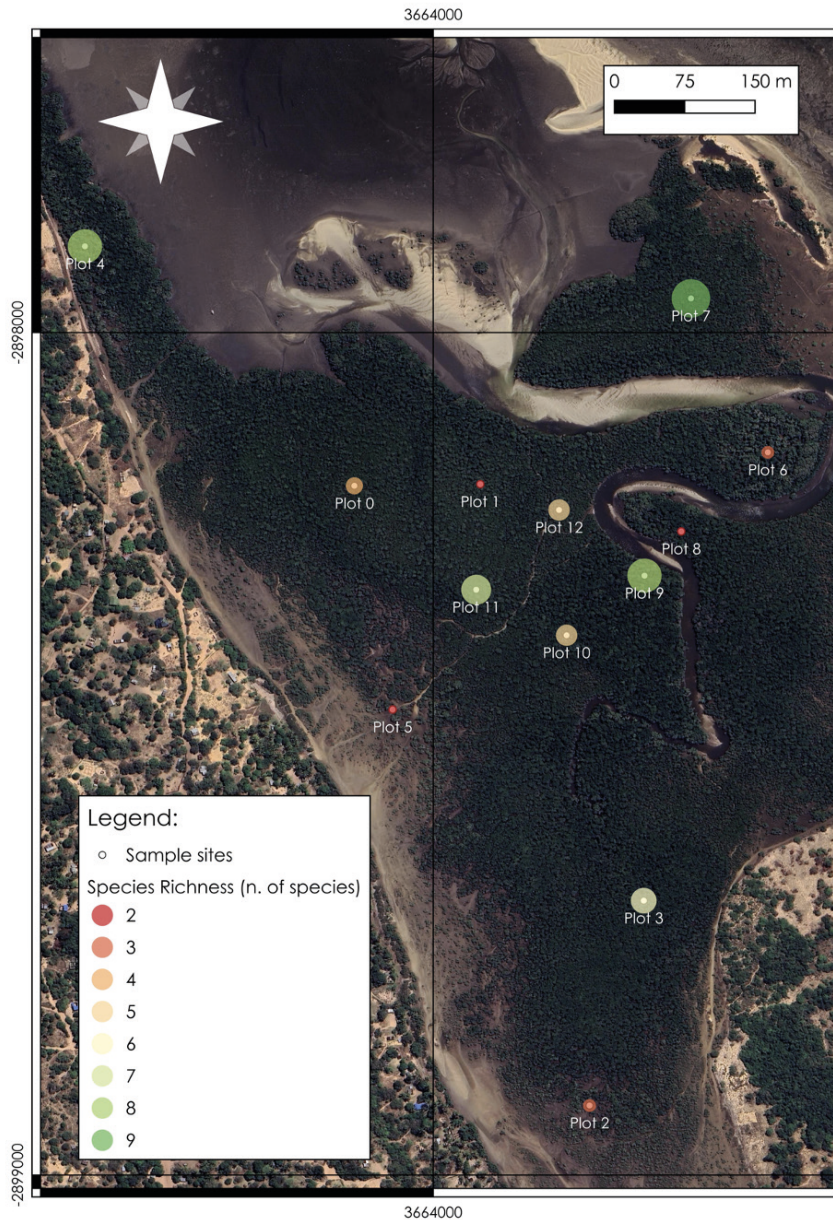 3664000
0 75 150 m
Plot 4
-2898000
Plot 7
Plot 6
Plot 0
Plot 1
Plot 12
Plot 8
Plot 9
Plot 11
Plot 10
Plot 5
Legend:
Sample sites
Species Richness (n. of species)
2
3
4
5
6
7
8
9
Plot 3
Plot 2
-2899000
3664000